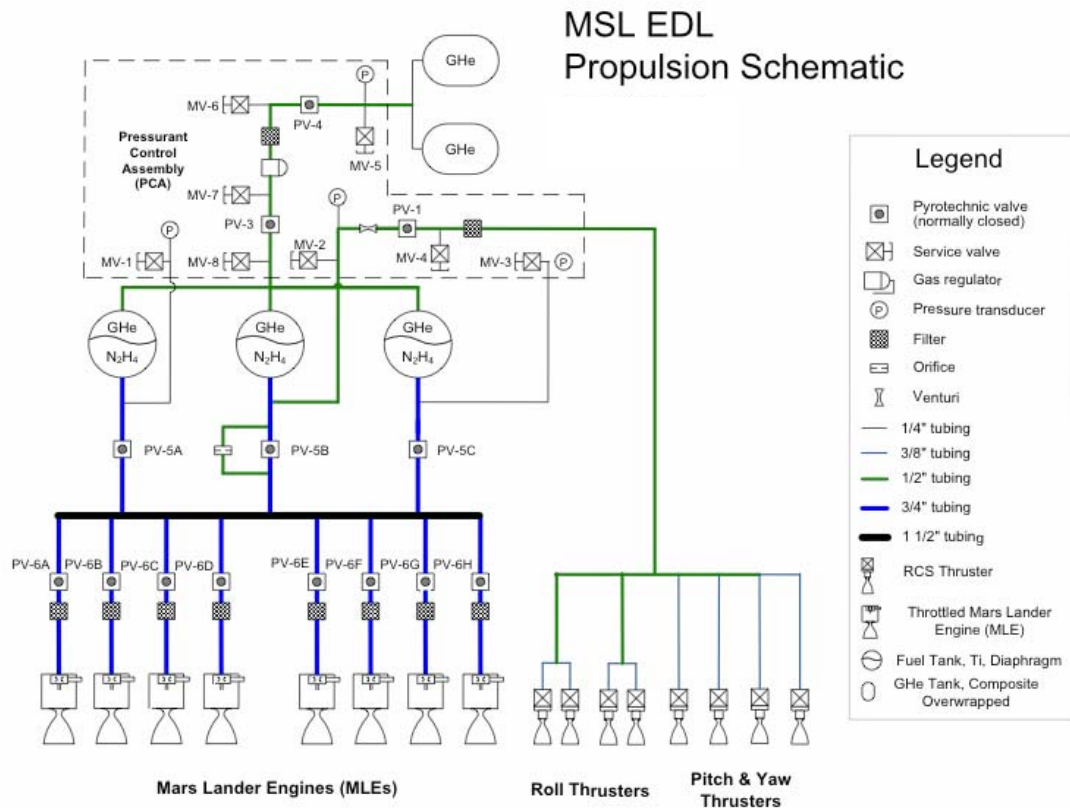 MSL EDL
Propulsion Schematic
GHe
GHe
P
MV-6
PV-4
MV-5
Pressurant
Control
Assembly
(PCA)
MV-7
PV-3
P
PV-1
P
MV-1
MV-8
MV-2
MV-4
MV-3
P
GHe
N₂H₄
GHe
N₂H₄
GHe
N₂H₄
PV-5A
PV-5B
PV-5C
PV-6A
PV-6B
PV-6C
PV-6D
PV-6E
PV-6F
PV-6G
PV-6H
Mars Lander Engines (MLEs)
Roll Thrusters
Pitch & Yaw
Thrusters
Legend
Pyrotechnic valve
(normally closed)
Service valve
Gas regulator
P
Pressure transducer
Filter
Orifice
Venturi
1/4" tubing
3/8" tubing
1/2" tubing
3/4" tubing
1 1/2" tubing
RCS Thruster
Throttled Mars Lander
Engine (MLE)
Fuel Tank, Ti, Diaphragm
GHe Tank, Composite
Overwrapped